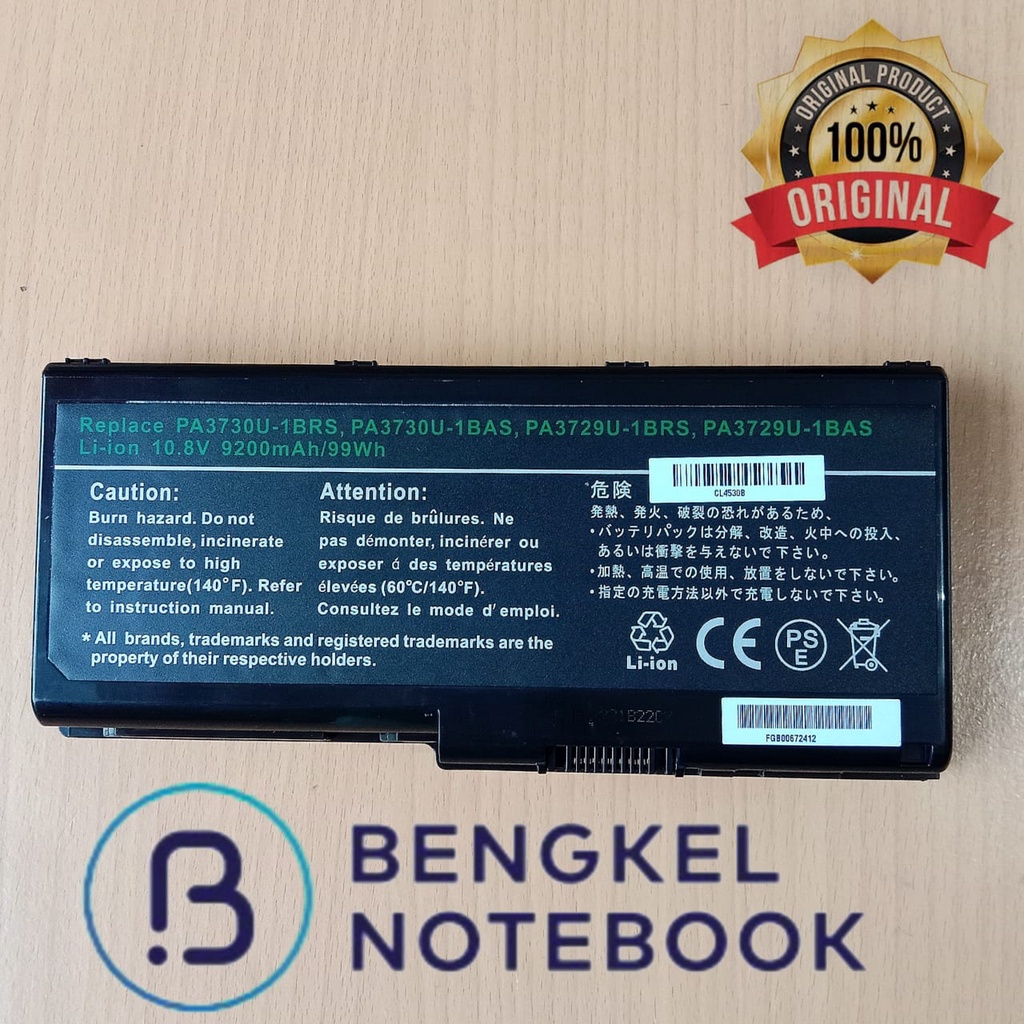 ORIGINAL PRODUCT
100%
ORIGINAL
Replace PA3730U-1BRS, PA3730U-1BAS, PA3729U-1BRS, PA3729U-1BAS
Li-ion 10.8V 9200mAh/99Wh
Caution:
Burn hazard. Do not
disassemble, incinerate
or expose to high
temperature(140°F). Refer
to instruction manual.
Attention:
Risque de brûlures. Ne
pas démonter, incinérer ou
exposer á des températures
élevées (60℃/140°F).
Consultez le mode d'emploi.
危険
CL4530B
発熱、発火、破裂の恐れがあるため、
・バッテリパックは分解、改造、火中への投入、
あるいは衝撃を与えないで下さい。
・加熱、高温での使用、放置をしないで下さい。
・指定の充電方法以外で充電しないで下さい。
* All brands, trademarks and registered trademarks are the
property of their respective holders.
Li-ion
CE
PS
E
FGB00672412
BENGKEL
NOTEBOOK